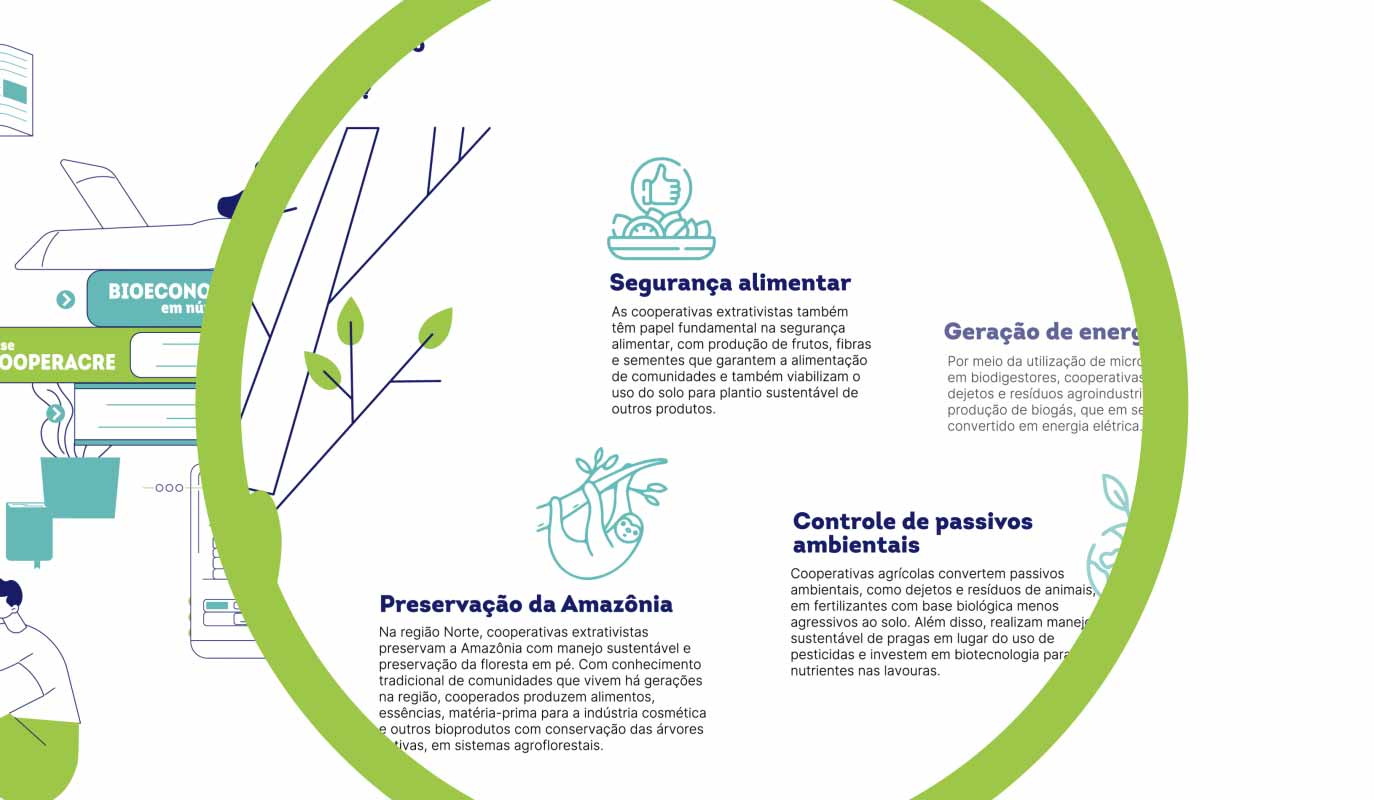 BIOECONO
em nú
se
OOPERACRE
?
Segurança alimentar
As cooperativas extrativistas também
têm papel fundamental na segurança
alimentar, com produção de frutos, fibras
e sementes que garantem a alimentação
de comunidades e também viabilizam o
uso do solo para plantio sustentável de
outros produtos.
Geração de energ
Por meio da utilização de micro
em biodigestores, cooperativas
dejetos e resíduos agroindustri
produção de biogás, que em se
convertido em energia elétrica.
Preservação da Amazônia
Na região Norte, cooperativas extrativistas
preservam a Amazônia com manejo sustentável e
preservação da floresta em pé. Com conhecimento
tradicional de comunidades que vivem há gerações
na região, cooperados produzem alimentos,
essências, matéria-prima para a indústria cosmética
e outros bioprodutos com conservação das árvores
tivas, em sistemas agroflorestais.
Controle de passivos
ambientais
Cooperativas agrícolas convertem passivos
ambientais, como dejetos e resíduos de animais,
em fertilizantes com base biológica menos
agressivos ao solo. Além disso, realizam manejo
sustentável de pragas em lugar do uso de
pesticidas e investem em biotecnologia para
nutrientes nas lavouras.